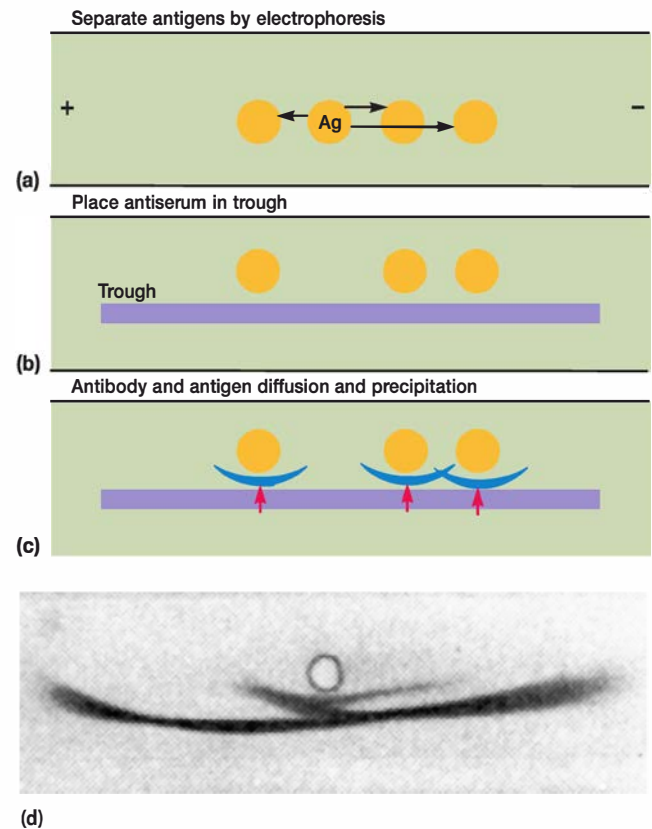 Separate antigens by electrophoresis
+ Ag –
(a)
Place antiserum in trough
Trough
(b)
Antibody and antigen diffusion and precipitation
(c)
(d)